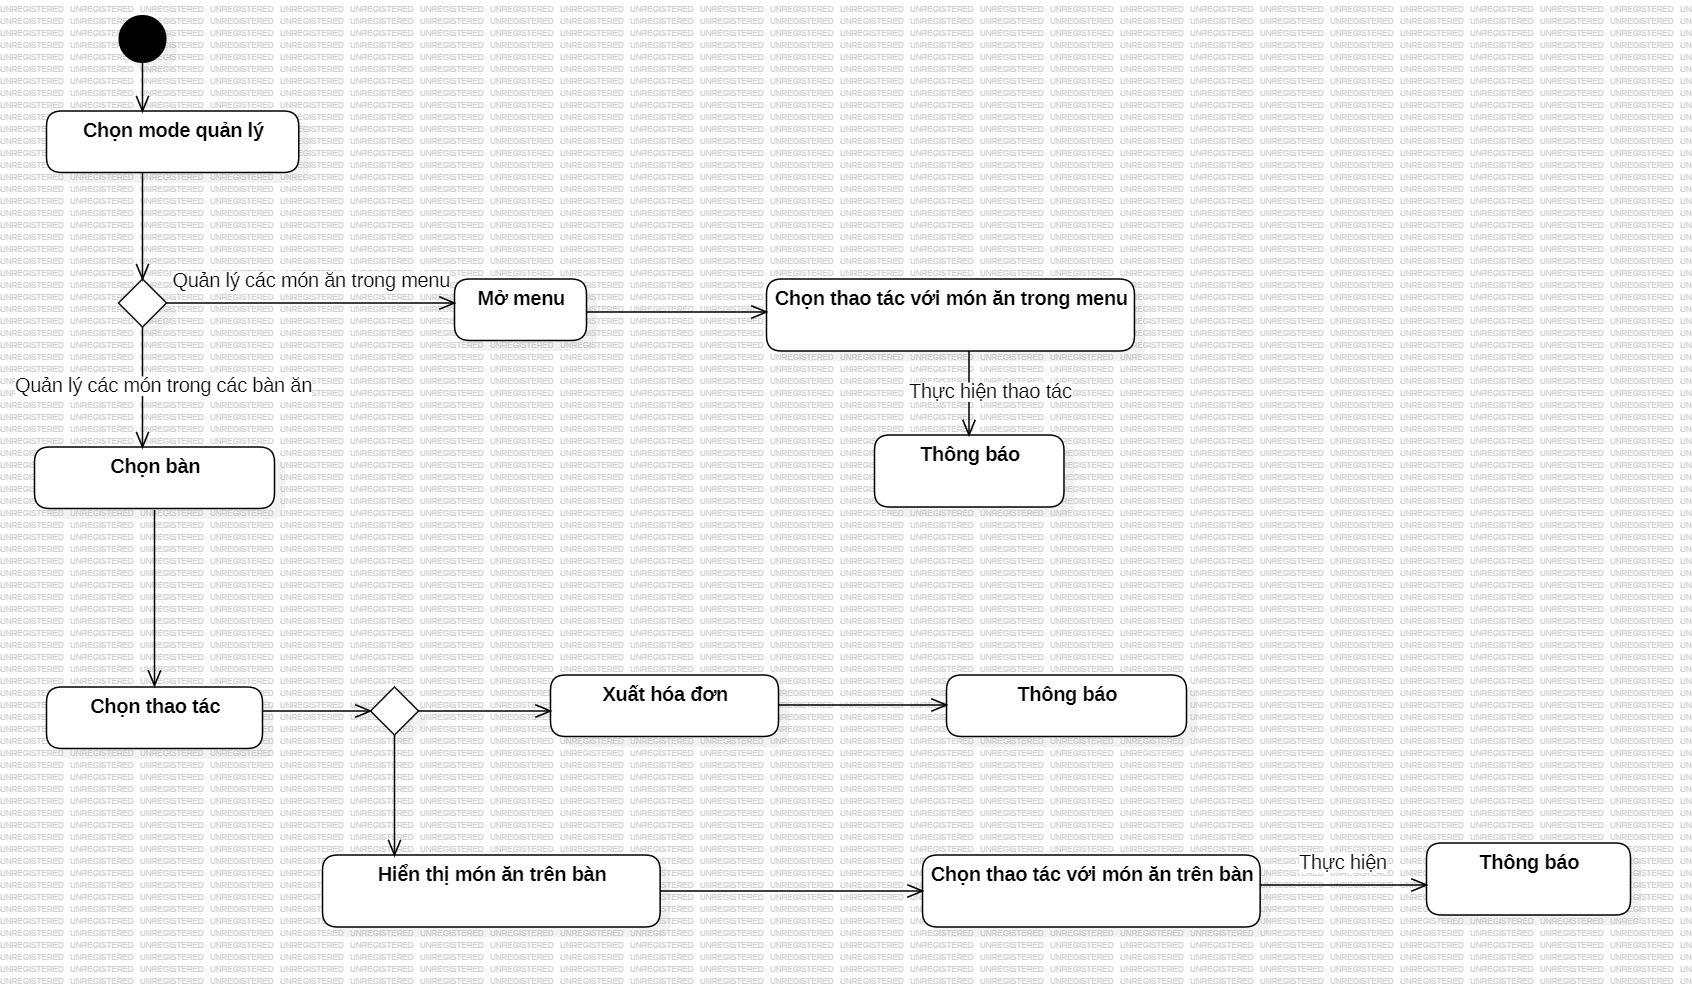 Chọn mode quản lý
Quản lý các món ăn trong menu
Mở menu
Chọn thao tác với món ăn trong menu
Quản lý các món trong các bàn ăn
Thực hiện thao tác
Chọn bàn
Thông báo
Chọn thao tác
Xuất hóa đơn
Thông báo
Hiển thị món ăn trên bàn
Chọn thao tác với món ăn trên bàn
Thực hiện
Thông báo